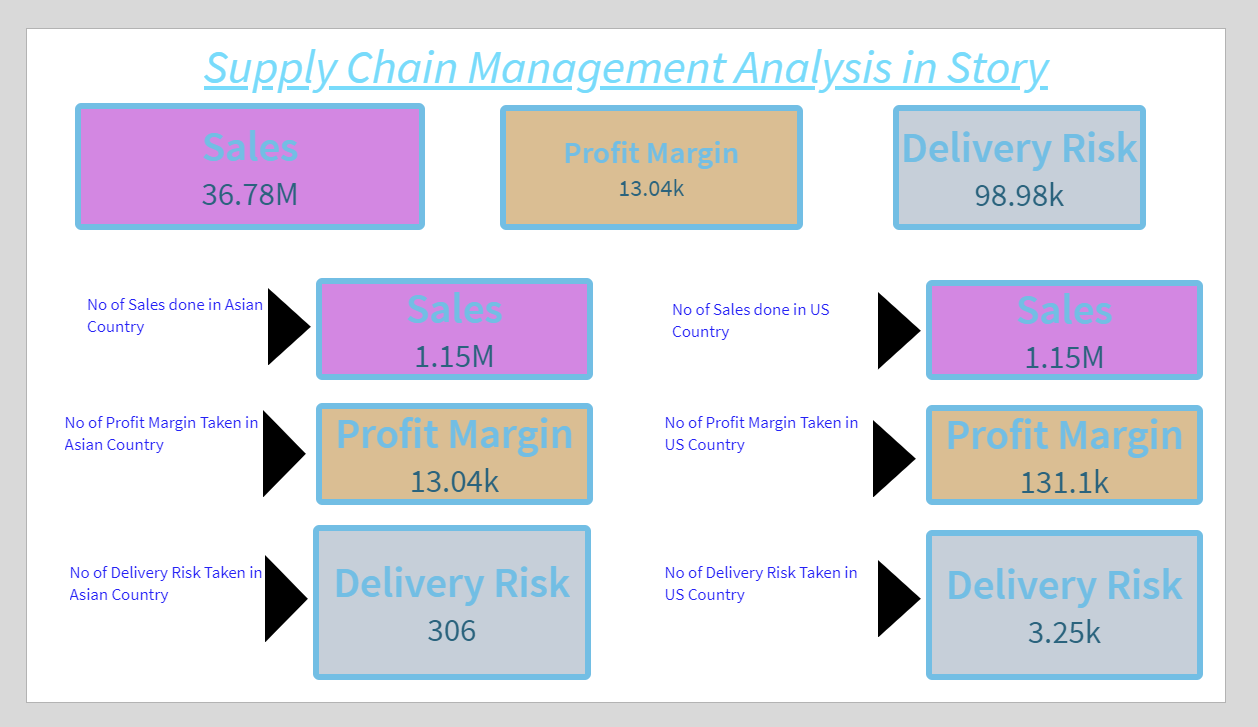 Supply Chain Management Analysis in Story
Sales
36.78M
Profit Margin
13.04k
Delivery Risk
98.98k
No of Sales done in Asian
Country
Sales
1.15M
No of Sales done in US
Country
Sales
1.15M
No of Profit Margin Taken in
Asian Country
Profit Margin
13.04k
No of Profit Margin Taken in
US Country
Profit Margin
131.1k
No of Delivery Risk Taken in
Asian Country
Delivery Risk
306
No of Delivery Risk Taken in
US Country
Delivery Risk
3.25k